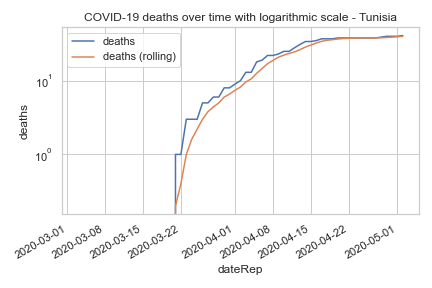 COVID-19 deaths over time with logarithmic scale - Tunisia
deaths
deaths (rolling)
10¹
10⁰
deaths
2020-03-01
2020-03-08
2020-03-15
2020-03-22
2020-04-01
2020-04-08
2020-04-15
2020-04-22
2020-05-01
dateRep